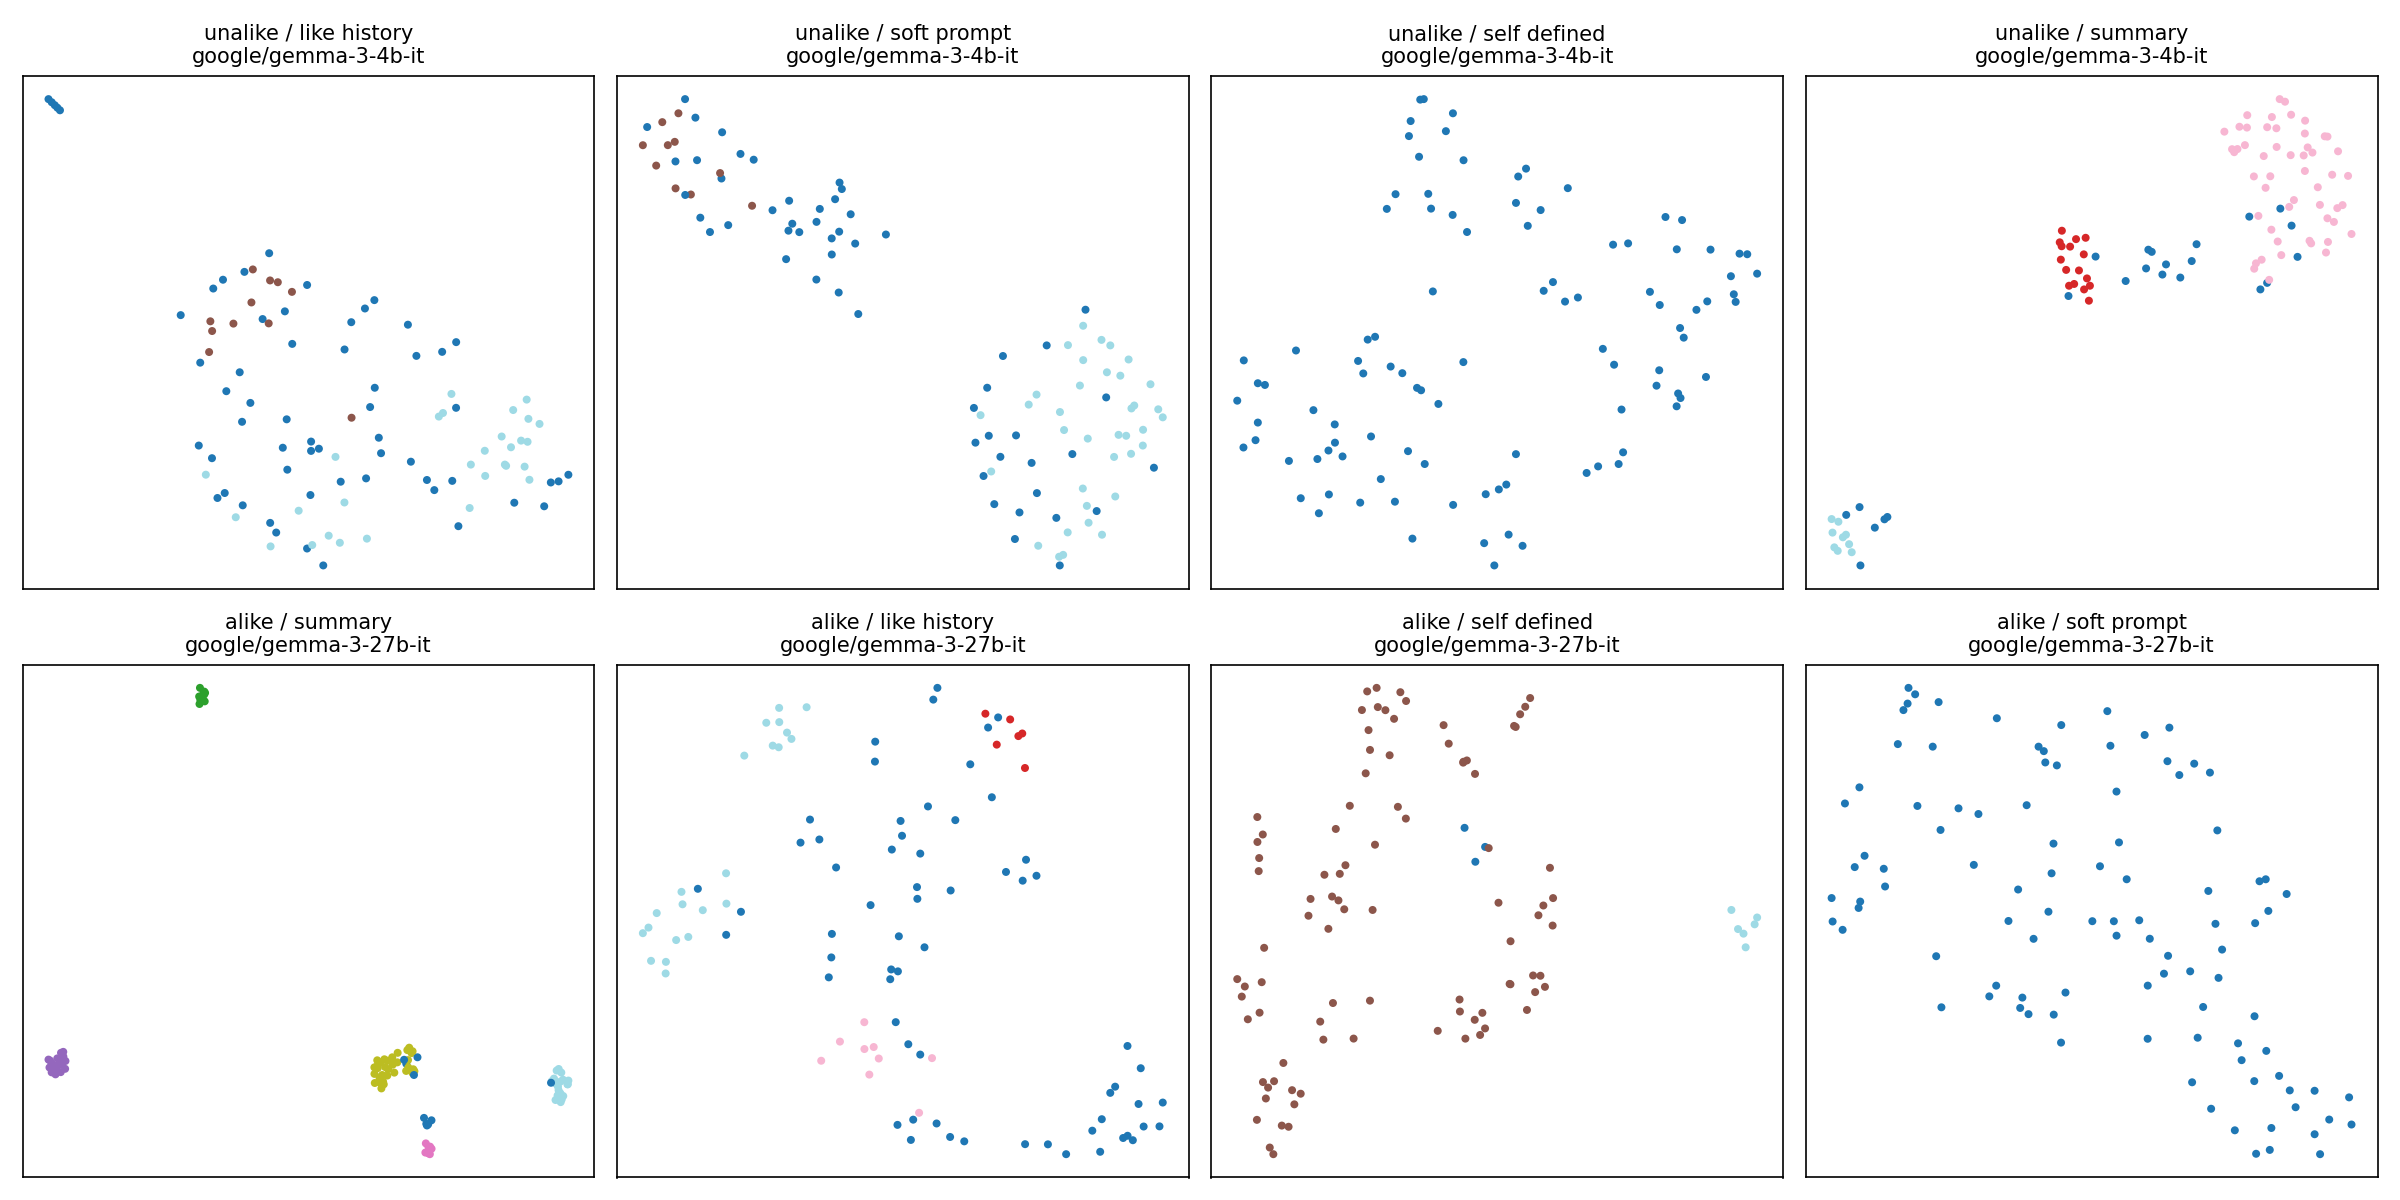 unalike / like history
google/gemma-3-4b-it
unalike / soft prompt
google/gemma-3-4b-it
unalike / self defined
google/gemma-3-4b-it
unalike / summary
google/gemma-3-4b-it
alike / summary
google/gemma-3-27b-it
alike / like history
google/gemma-3-27b-it
alike / self defined
google/gemma-3-27b-it
alike / soft prompt
google/gemma-3-27b-it